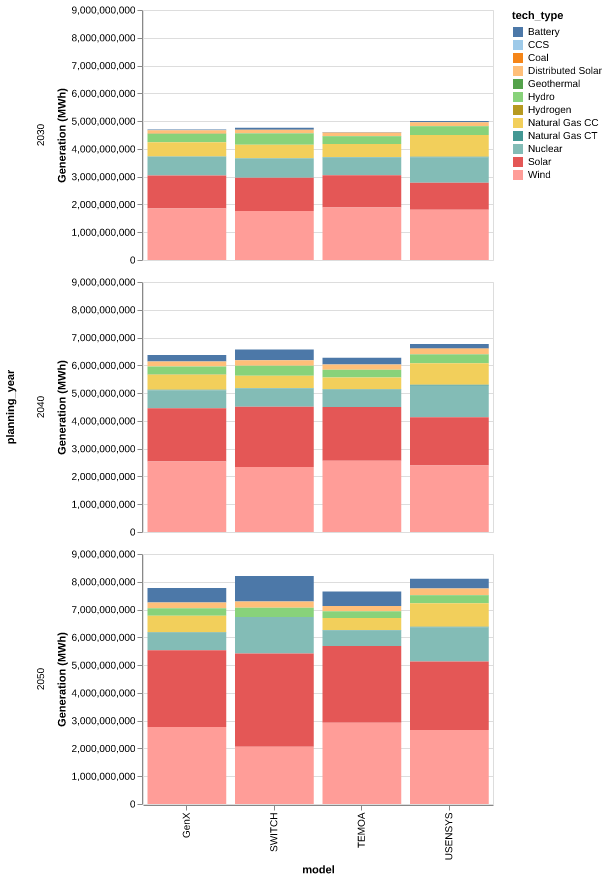 tech_type
Battery
CCS
Coal
Distributed Solar
Geothermal
Hydro
Hydrogen
Natural Gas CC
Natural Gas CT
Nuclear
Solar
Wind
planning_year
2030
Generation (MWh)
9,000,000,000
8,000,000,000
7,000,000,000
6,000,000,000
5,000,000,000
4,000,000,000
3,000,000,000
2,000,000,000
1,000,000,000
0
2040
Generation (MWh)
9,000,000,000
8,000,000,000
7,000,000,000
6,000,000,000
5,000,000,000
4,000,000,000
3,000,000,000
2,000,000,000
1,000,000,000
0
2050
Generation (MWh)
9,000,000,000
8,000,000,000
7,000,000,000
6,000,000,000
5,000,000,000
4,000,000,000
3,000,000,000
2,000,000,000
1,000,000,000
0
GenX
SWITCH
TEMOA
USENSYS
model